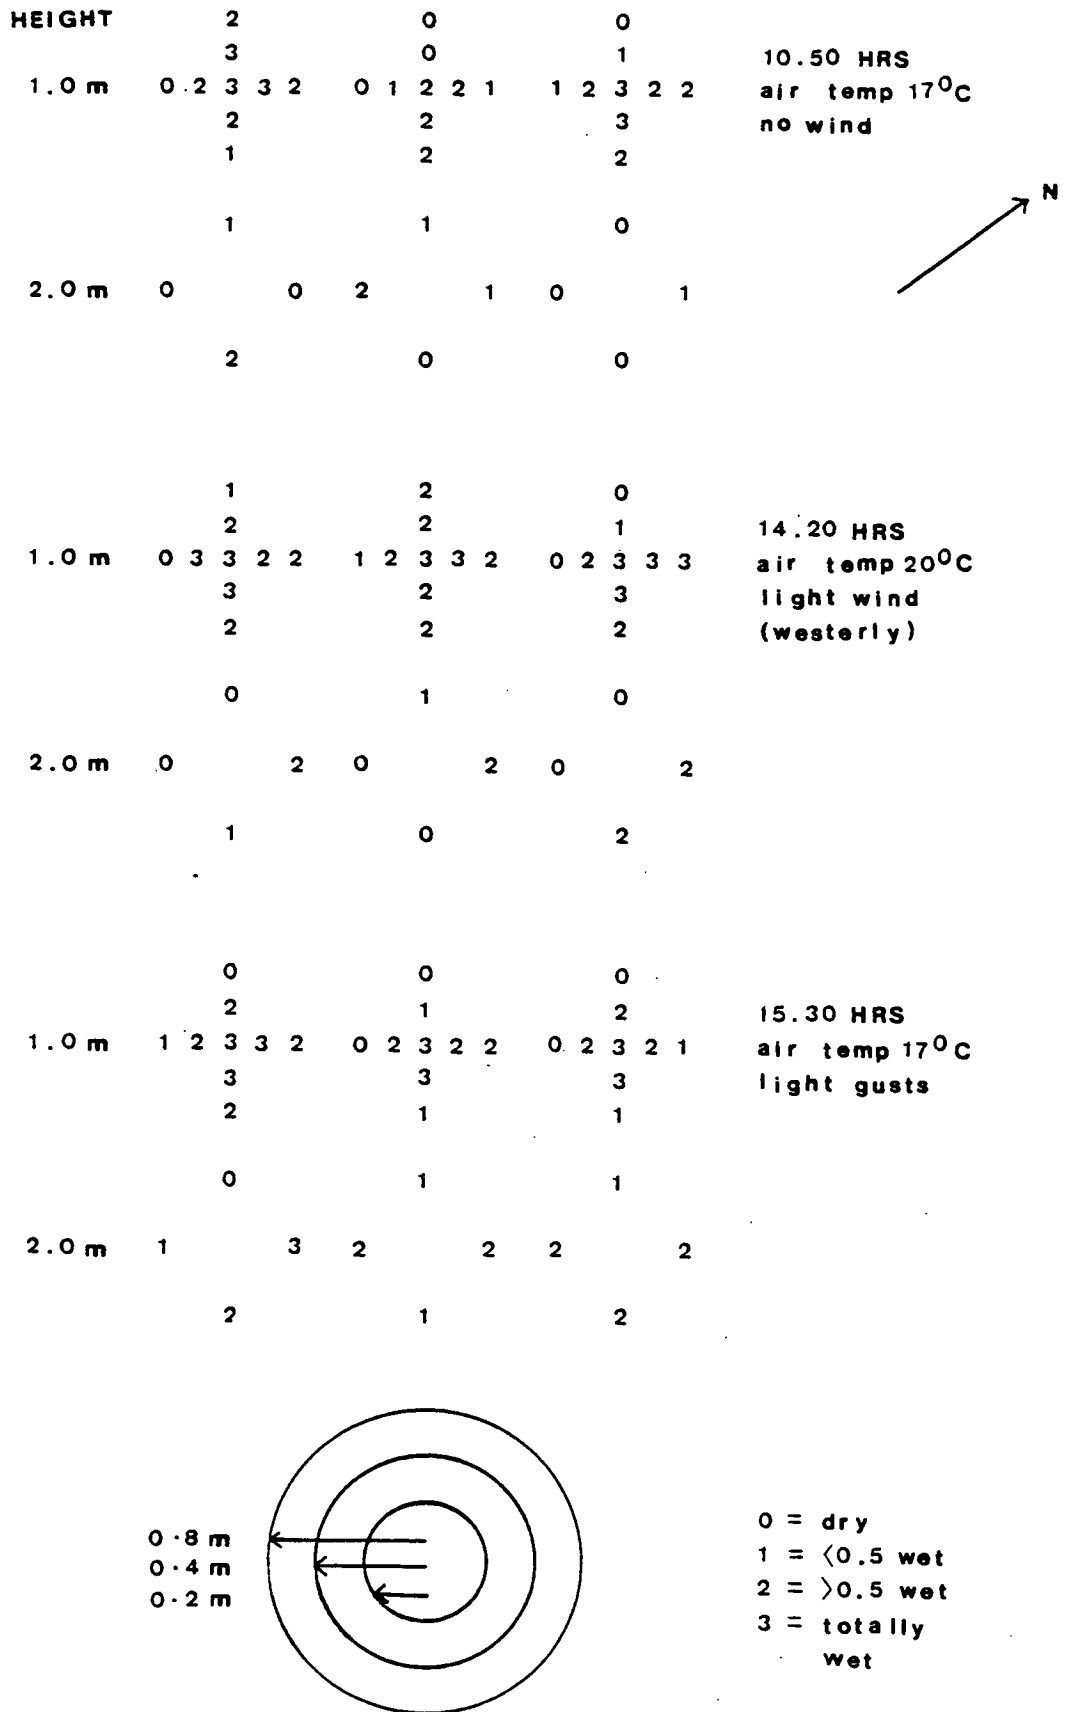 HEIGHT 2 0 0
3 0 1 10.50 HRS
1.0 m 0 2 3 3 2 0 1 2 2 1 1 2 3 2 2 air temp 17⁰C
2 2 3 no wind
1 2 2
N
1 1 0
2.0 m 0 0 2 1 0 1
2 0 0
1 2 0
2 2 1 14.20 HRS
1.0 m 0 3 3 2 2 1 2 3 3 2 0 2 3 3 3 air temp 20⁰C
3 2 3 light wind
2 2 2 (westerly)
0 1 0
2.0 m 0 2 0 2 0 2
1 0 2
0 0 0
2 1 2 15.30 HRS
1.0 m 1 2 3 3 2 0 2 3 2 2 0 2 3 2 1 air temp 17⁰C
3 3 3 light gusts
2 1 1
0 1 1
2.0 m 1 3 2 2 2 2
2 1 2
0.8 m
0.4 m
0.2 m
0 = dry
1 = <0.5 wet
2 = >0.5 wet
3 = totally
wet